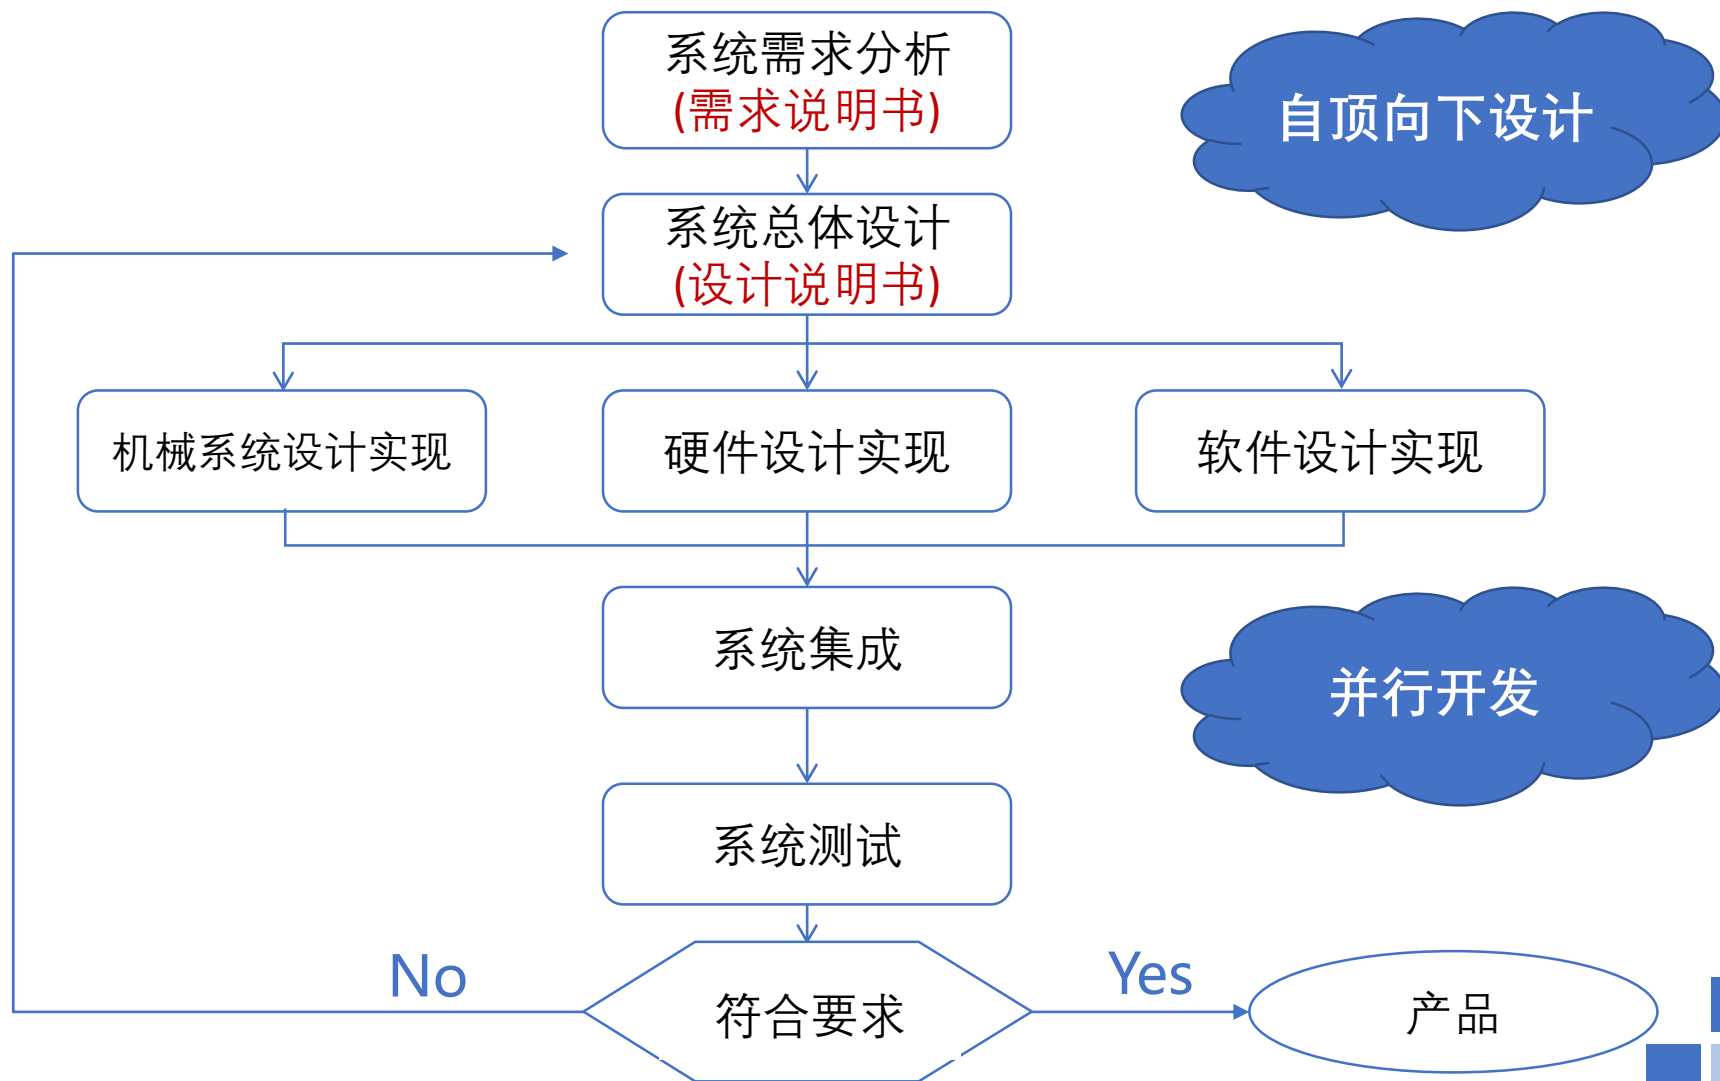 系统需求分析
(需求说明书)
自顶向下设计
系统总体设计
(设计说明书)
机械系统设计实现
硬件设计实现
软件设计实现
系统集成
并行开发
系统测试
No
符合要求
Yes
产品